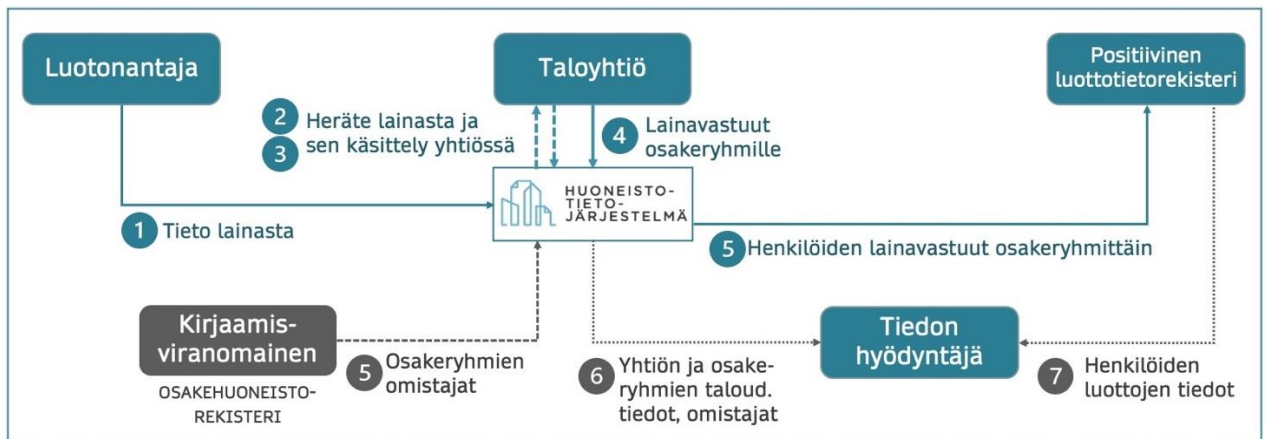 Luotonantaja
Taloyhtiö
Positiivinen
luottotietorekisteri
2
3
Heräte lainasta ja
sen käsittely yhtiössä
4
Lainavastuut
osakeryhmille
HUONEISTO-
TIETO-
JÄRJESTELMÄ
1
Tieto lainasta
5
Henkilöiden lainavastuut osakeryhmittäin
Kirjaamis-
viranomainen
OSAKEHUONEISTO-
REKISTERI
5
Osakeryhmien
omistajat
6
Yhtiön ja osake-
ryhmien taloud.
tiedot, omistajat
Tiedon
hyödyntäjä
7
Henkilöiden
luottojen tiedot